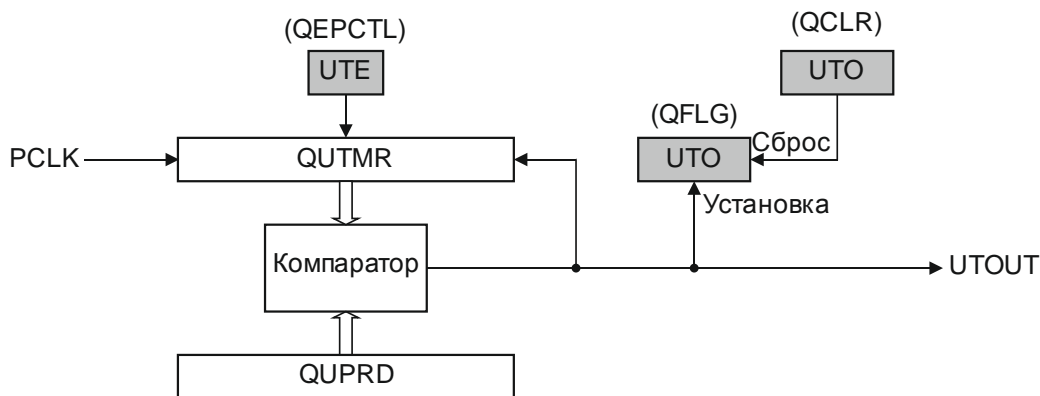 (QEPCTL)
UTE
(QCLR)
UTO
(QFLG)
UTO
Сброс
PCLK
QUTMR
Установка
Компаратор
UTOUT
QUPRD